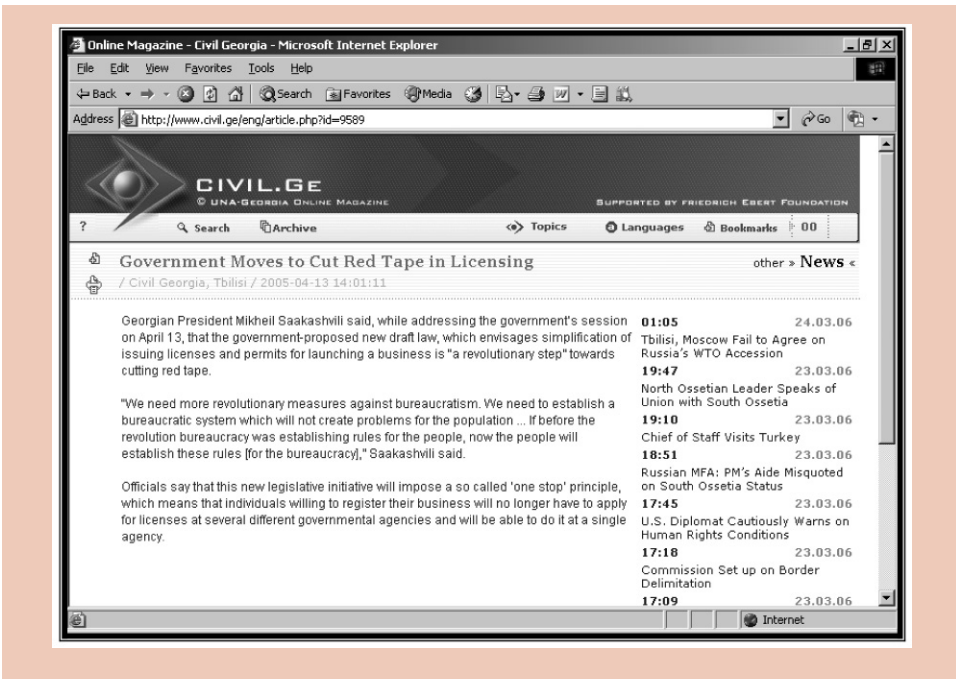 Online Magazine - Civil Georgia - Microsoft Internet Explorer
File Edit View Favorites Tools Help
Back Search Favorites Media
Address http://www.civil.ge/eng/article.php?id=9589 Go
CIVIL.GE
© UNA-GEORGIA ONLINE MAGAZINE
SUPPORTED BY FRIEDRICH EBERT FOUNDATION
? Search Archive Topics Languages Bookmarks 00
Government Moves to Cut Red Tape in Licensing
/ Civil Georgia, Tbilisi / 2005-04-13 14:01:11
other » News «
Georgian President Mikheil Saakashvili said, while addressing the government's session
on April 13, that the government-proposed new draft law, which envisages simplification of
issuing licenses and permits for launching a business is "a revolutionary step" towards
cutting red tape.
"We need more revolutionary measures against bureaucratism. We need to establish a
bureaucratic system which will not create problems for the population ... If before the
revolution bureaucracy was establishing rules for the people, now the people will
establish these rules [for the bureaucracy]," Saakashvili said.
Officials say that this new legislative initiative will impose a so called 'one stop' principle,
which means that individuals willing to register their business will no longer have to apply
for licenses at several different governmental agencies and will be able to do it at a single
agency.
01:05 24.03.06
Tbilisi, Moscow Fail to Agree on
Russia's WTO Accession
19:47 23.03.06
North Ossetian Leader Speaks of
Union with South Ossetia
19:10 23.03.06
Chief of Staff Visits Turkey
18:51 23.03.06
Russian MFA: PM's Aide Misquoted
on South Ossetia Status
17:45 23.03.06
U.S. Diplomat Cautiously Warns on
Human Rights Conditions
17:18 23.03.06
Commission Set up on Border
Delimitation
17:09 23.03.06
Internet